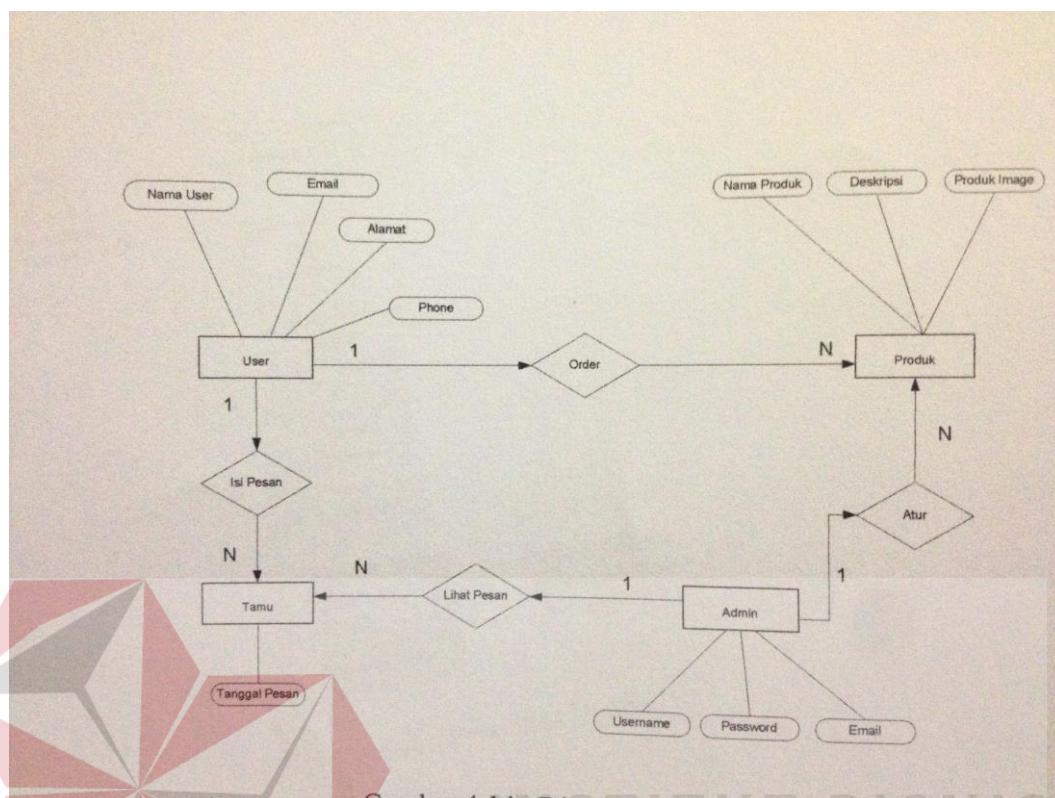 Nama User
Email
Alamat
Phone
Nama Produk
Deskripsi
Produk Image
User
1
Order
N
Produk
1
N
Isi Pesan
Atur
N
N
1
1
Tamu
Lihat Pesan
Admin
Tanggal Pesan
Username
Password
Email